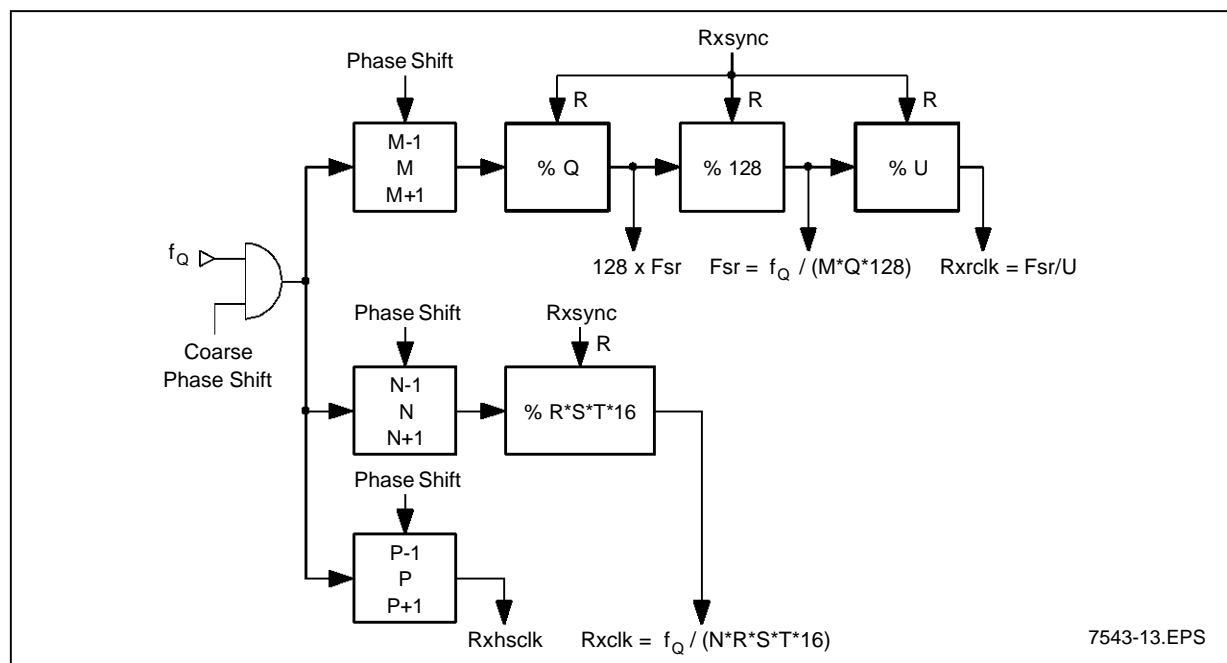 Rxsync
Phase Shift
R
R
R
M-1
M
M+1
% Q
% 128
% U
f_Q
128 x Fsr
Fsr = f_Q / (M*Q*128)
Rxrclk = Fsr/U
Coarse
Phase Shift
Phase Shift
Rxsync
R
N-1
N
N+1
% R*S*T*16
Phase Shift
P-1
P
P+1
Rxhsclk
Rxclk = f_Q / (N*R*S*T*16)
7543-13.EPS